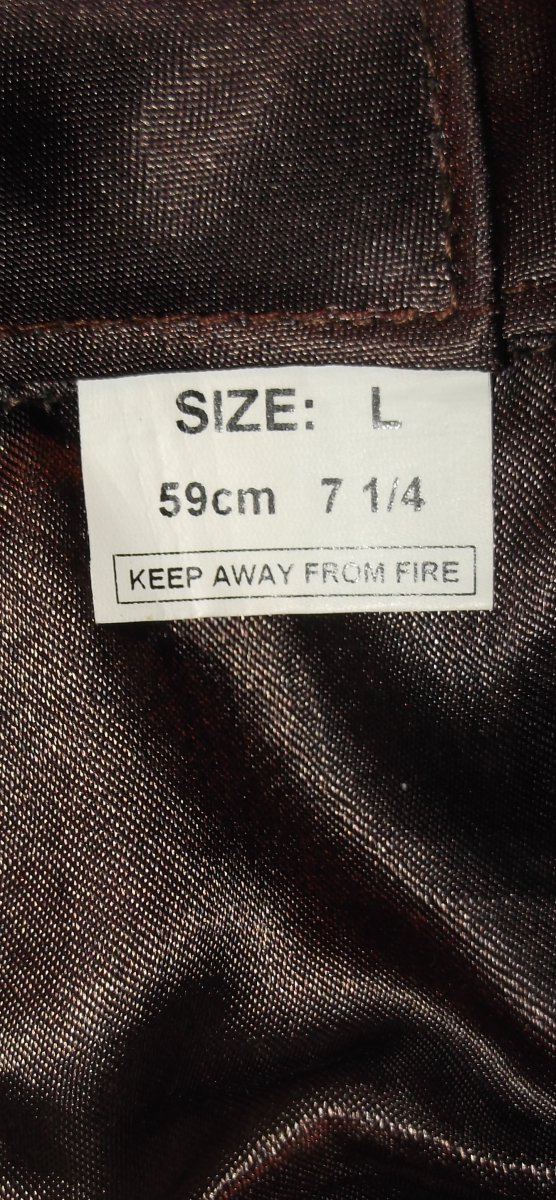 SIZE: L
59cm 7 1/4
KEEP AWAY FROM FIRE